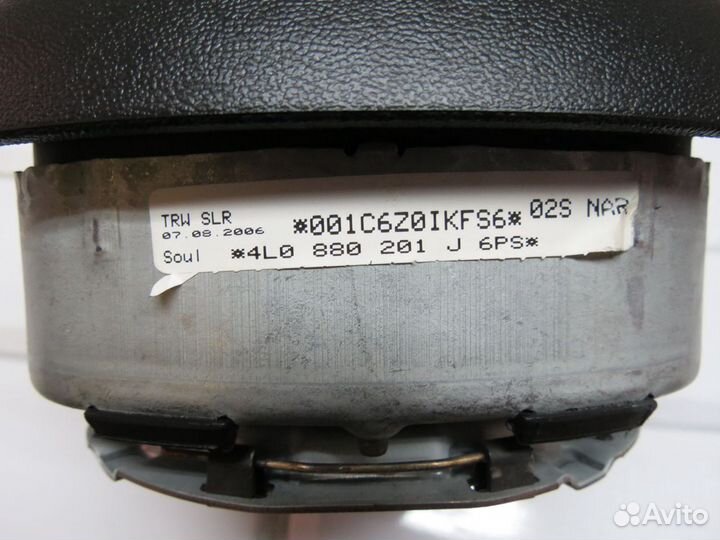 TRW SLR *001C6Z0IKFS6* 02S NAR
07.08.2006
Soul *4L0 880 201 J 6PS*
Avito